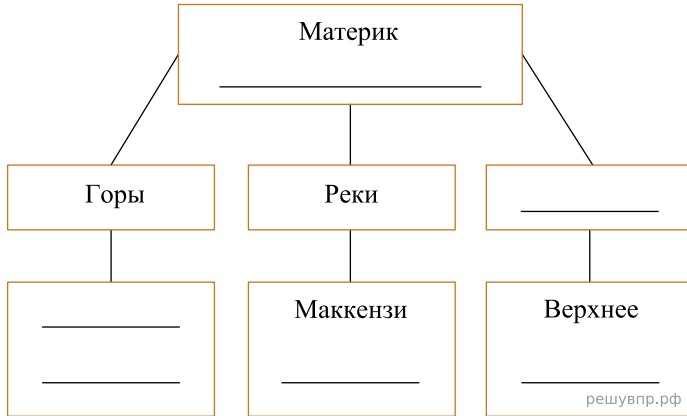 Материк
Горы
Реки
Маккензи
Верхнее
решувпр.рф